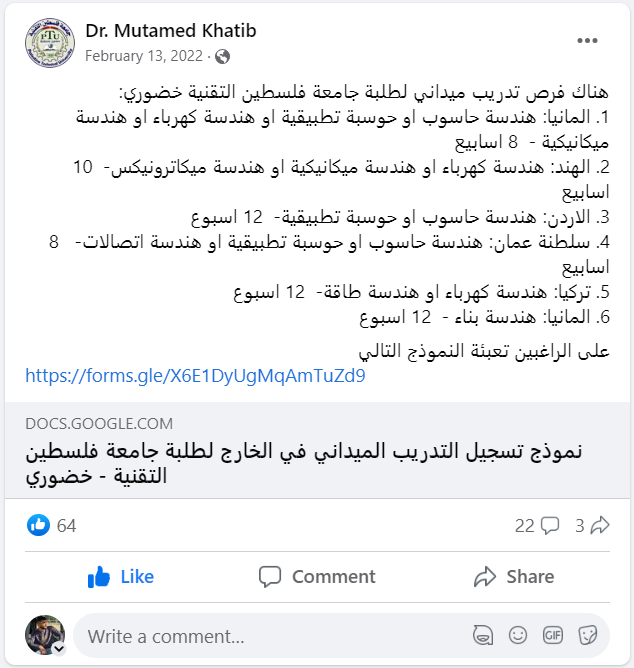 Dr. Mutamed Khatib
February 13, 2022 ·
هناك فرص تدريب ميداني لطلبة جامعة فلسطين التقنية خضوري:
1. المانيا: هندسة حاسوب او حوسبة تطبيقية او هندسة كهرباء او هندسة
ميكانيكية - 8 اسابيع
2. الهند: هندسة كهرباء او هندسة ميكانيكية او هندسة ميكاترونيكس- 10
اسابيع
3. الاردن: هندسة حاسوب او حوسبة تطبيقية- 12 اسبوع
4. سلطنة عمان: هندسة حاسوب او حوسبة تطبيقية او هندسة اتصالات- 8
اسابيع
5. تركيا: هندسة كهرباء او هندسة طاقة- 12 اسبوع
6. المانيا: هندسة بناء - 12 اسبوع
على الراغبين تعبئة النموذج التالي
https://forms.gle/X6E1DyUgMqAmTuZd9
DOCS.GOOGLE.COM
نموذج تسجيل التدريب الميداني في الخارج لطلبة جامعة فلسطين
التقنية - خضوري
64 22 3
Like Comment Share
Write a comment... GIF